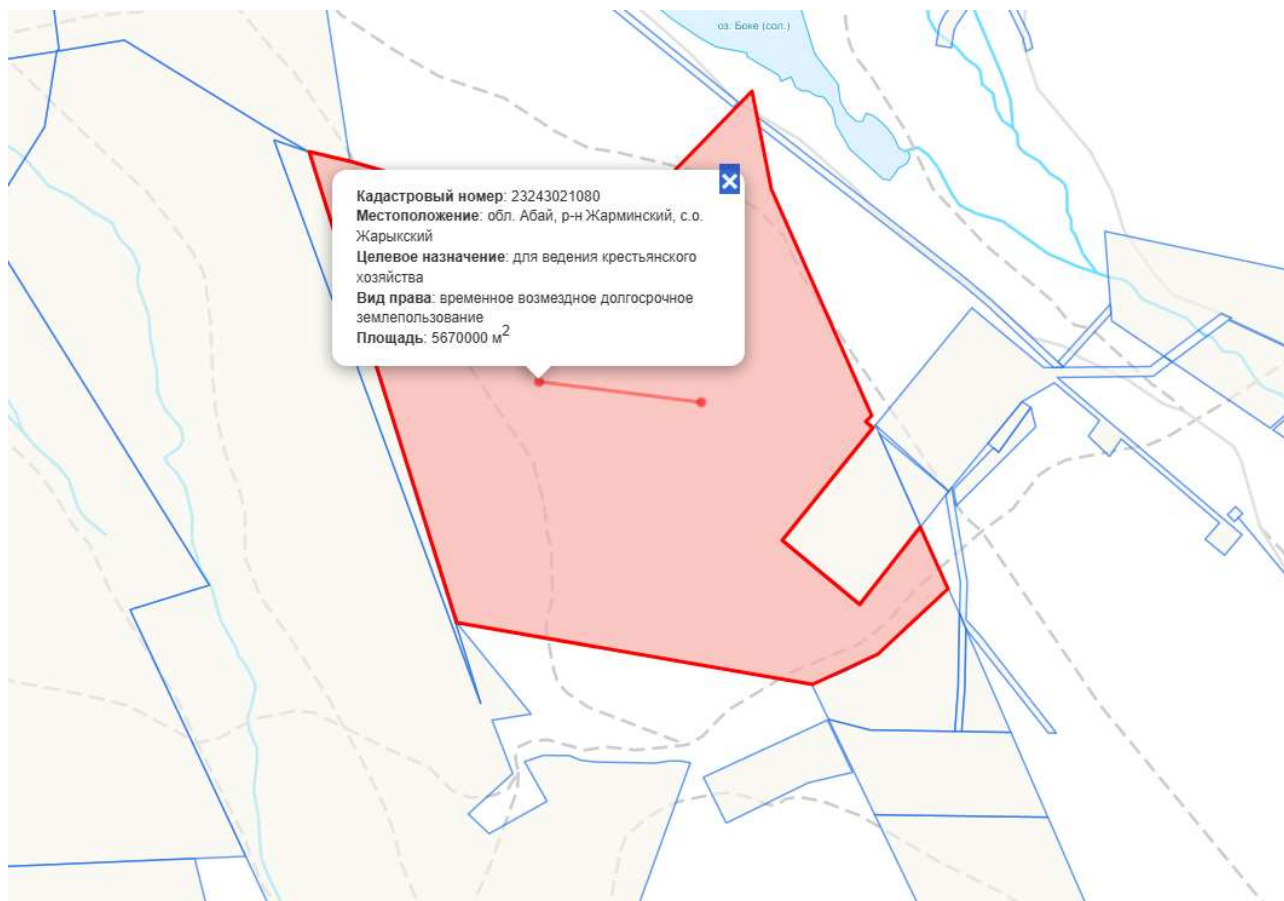 оз. Боке (сол.)
Кадастровый номер: 23243021080
Местоположение: обл. Абай, р-н Жарминский, с.о.
Жарыкский
Целевое назначение: для ведения крестьянского
хозяйства
Вид права: временное возмездное долгосрочное
землепользование
Площадь: 5670000 м²